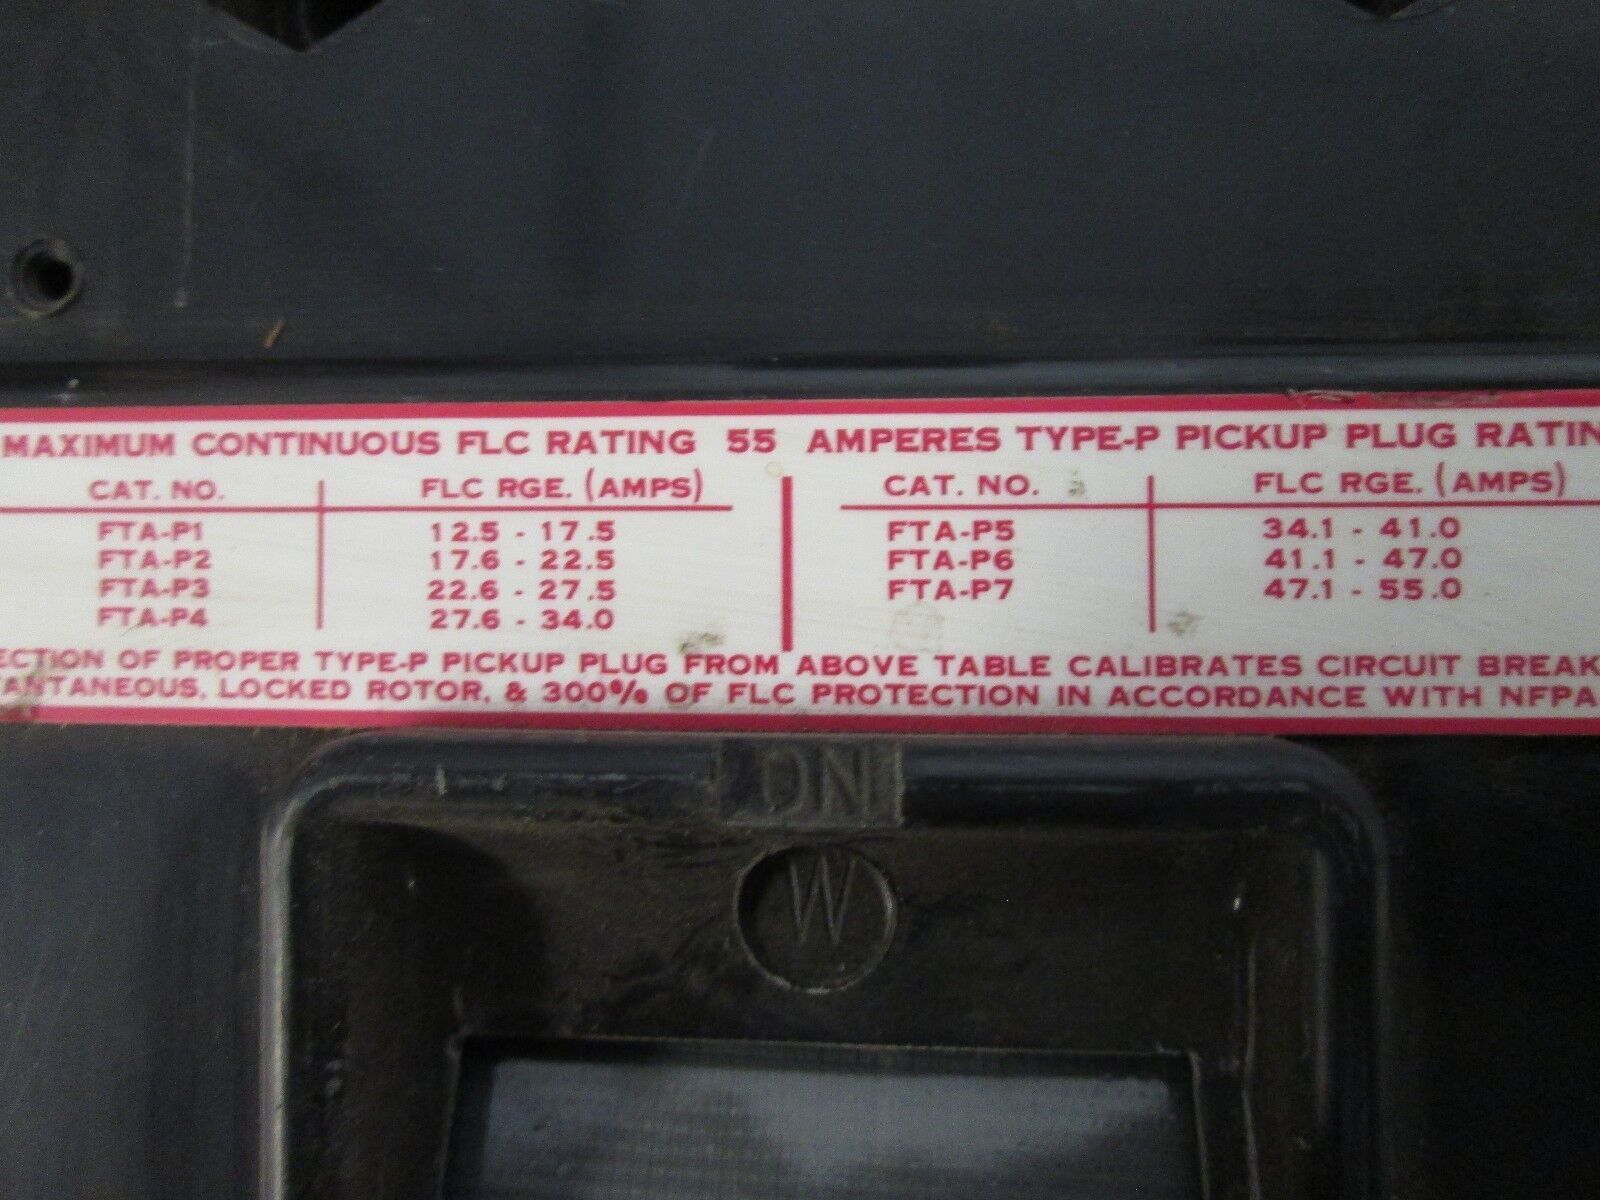 MAXIMUM CONTINUOUS FLC RATING 55 AMPERES TYPE-P PICKUP PLUG RATIN
CAT. NO. FLC RGE. (AMPS)
FTA-P1 12.5 - 17.5
FTA-P2 17.6 - 22.5
FTA-P3 22.6 - 27.5
FTA-P4 27.6 - 34.0
CAT. NO. FLC RGE. (AMPS)
FTA-P5 34.1 - 41.0
FTA-P6 41.1 - 47.0
FTA-P7 47.1 - 55.0
ECTION OF PROPER TYPE-P PICKUP PLUG FROM ABOVE TABLE CALIBRATES CIRCUIT BREAK
TANTANEOUS, LOCKED ROTOR, & 300% OF FLC PROTECTION IN ACCORDANCE WITH NFPA
ON
W